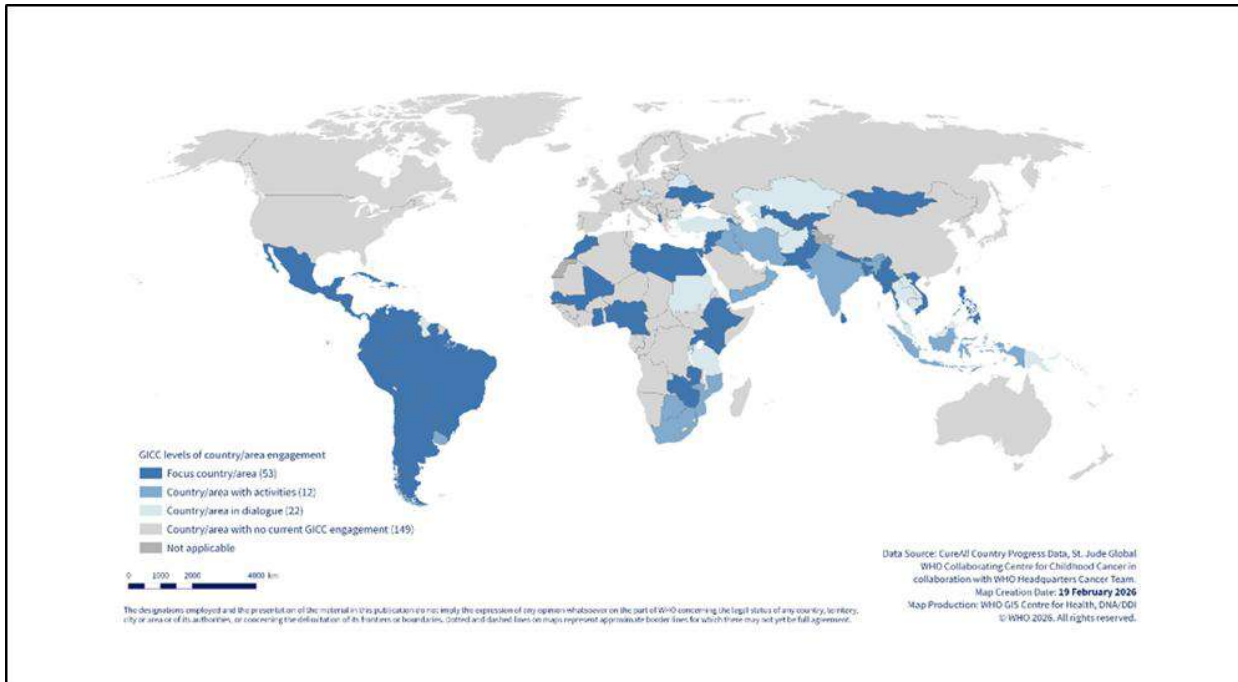 GICC levels of country/area engagement
Focus country/area (53)
Country/area with activities (12)
Country/area in dialogue (22)
Country/area with no current GICC engagement (149)
Not applicable
0 1000 2000 4000 km
Data Source: CureAll Country Progress Data, St. Jude Global
WHO Collaborating Centre for Childhood Cancer in
collaboration with WHO Headquarters Cancer Team.
Map Creation Date: 19 February 2026
Map Production: WHO GIS Centre for Health, DNA/DDI
© WHO 2026. All rights reserved.
The designations employed and the presentation of the material in this publication do not imply the expression of any opinion whatsoever on the part of WHO concerning the legal status of any country, territory,
city or area or of its authorities, or concerning the delimitation of its frontiers or boundaries. Dotted and dashed lines on maps represent approximate border lines for which there may not yet be full agreement.